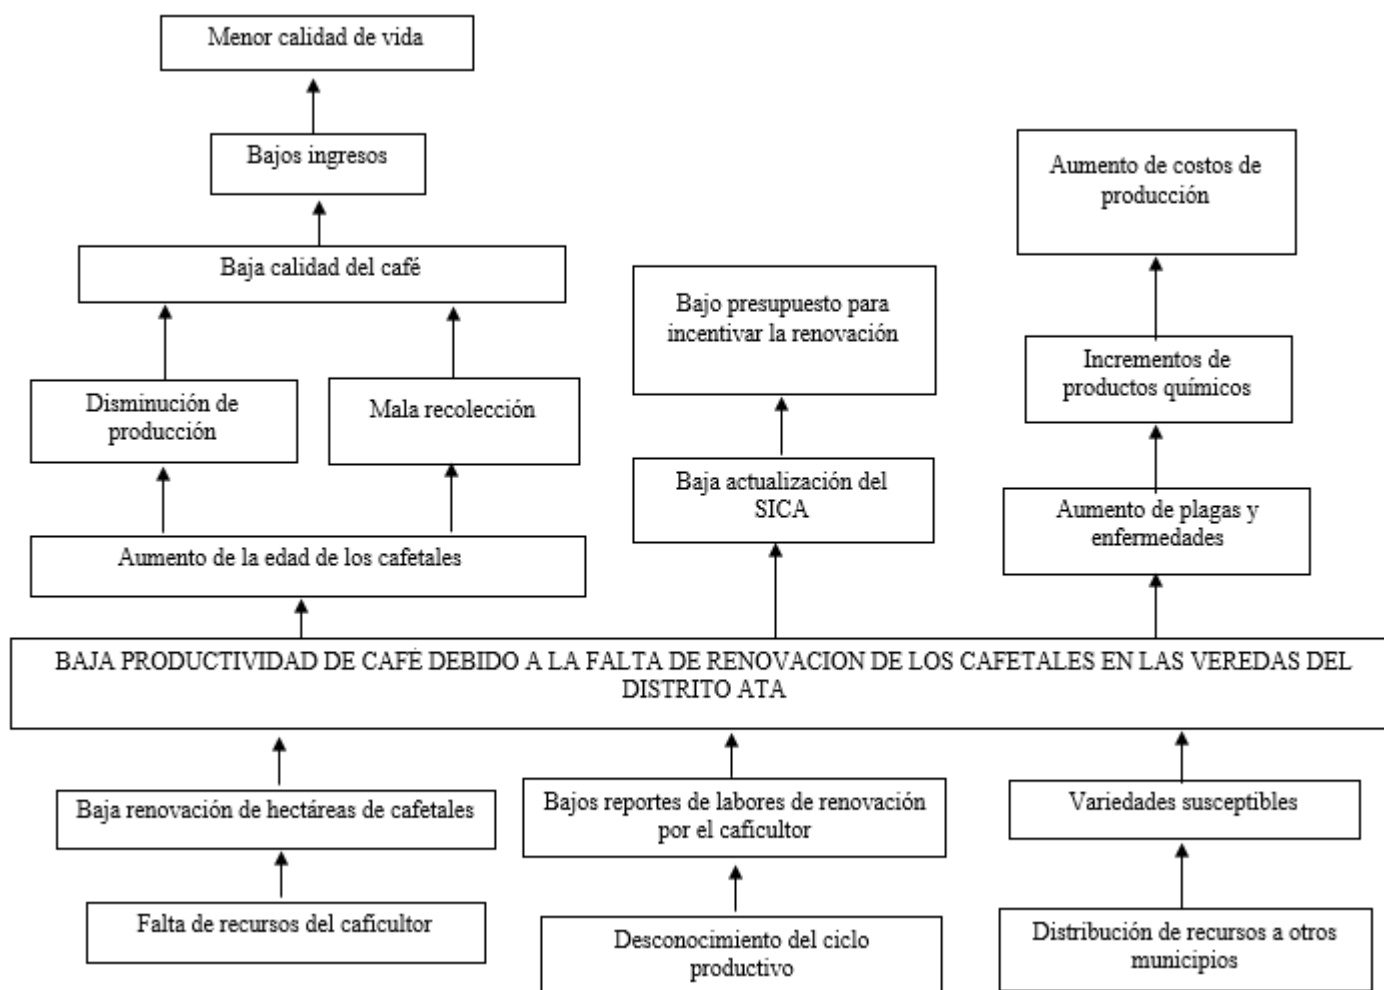 Menor calidad de vida
Bajos ingresos
Aumento de costos de
producción
Baja calidad del café
Bajo presupuesto para
incentivar la renovación
Incrementos de
productos químicos
Disminución de
producción
Mala recolección
Baja actualización del
SICA
Aumento de plagas y
enfermedades
Aumento de la edad de los cafetales
BAJA PRODUCTIVIDAD DE CAFÉ DEBIDO A LA FALTA DE RENOVACION DE LOS CAFETALES EN LAS VEREDAS DEL
DISTRITO ATA
Baja renovación de hectáreas de cafetales
Bajos reportes de labores de renovación
por el caficultor
Variedades susceptibles
Falta de recursos del caficultor
Desconocimiento del ciclo
productivo
Distribución de recursos a otros
municipios